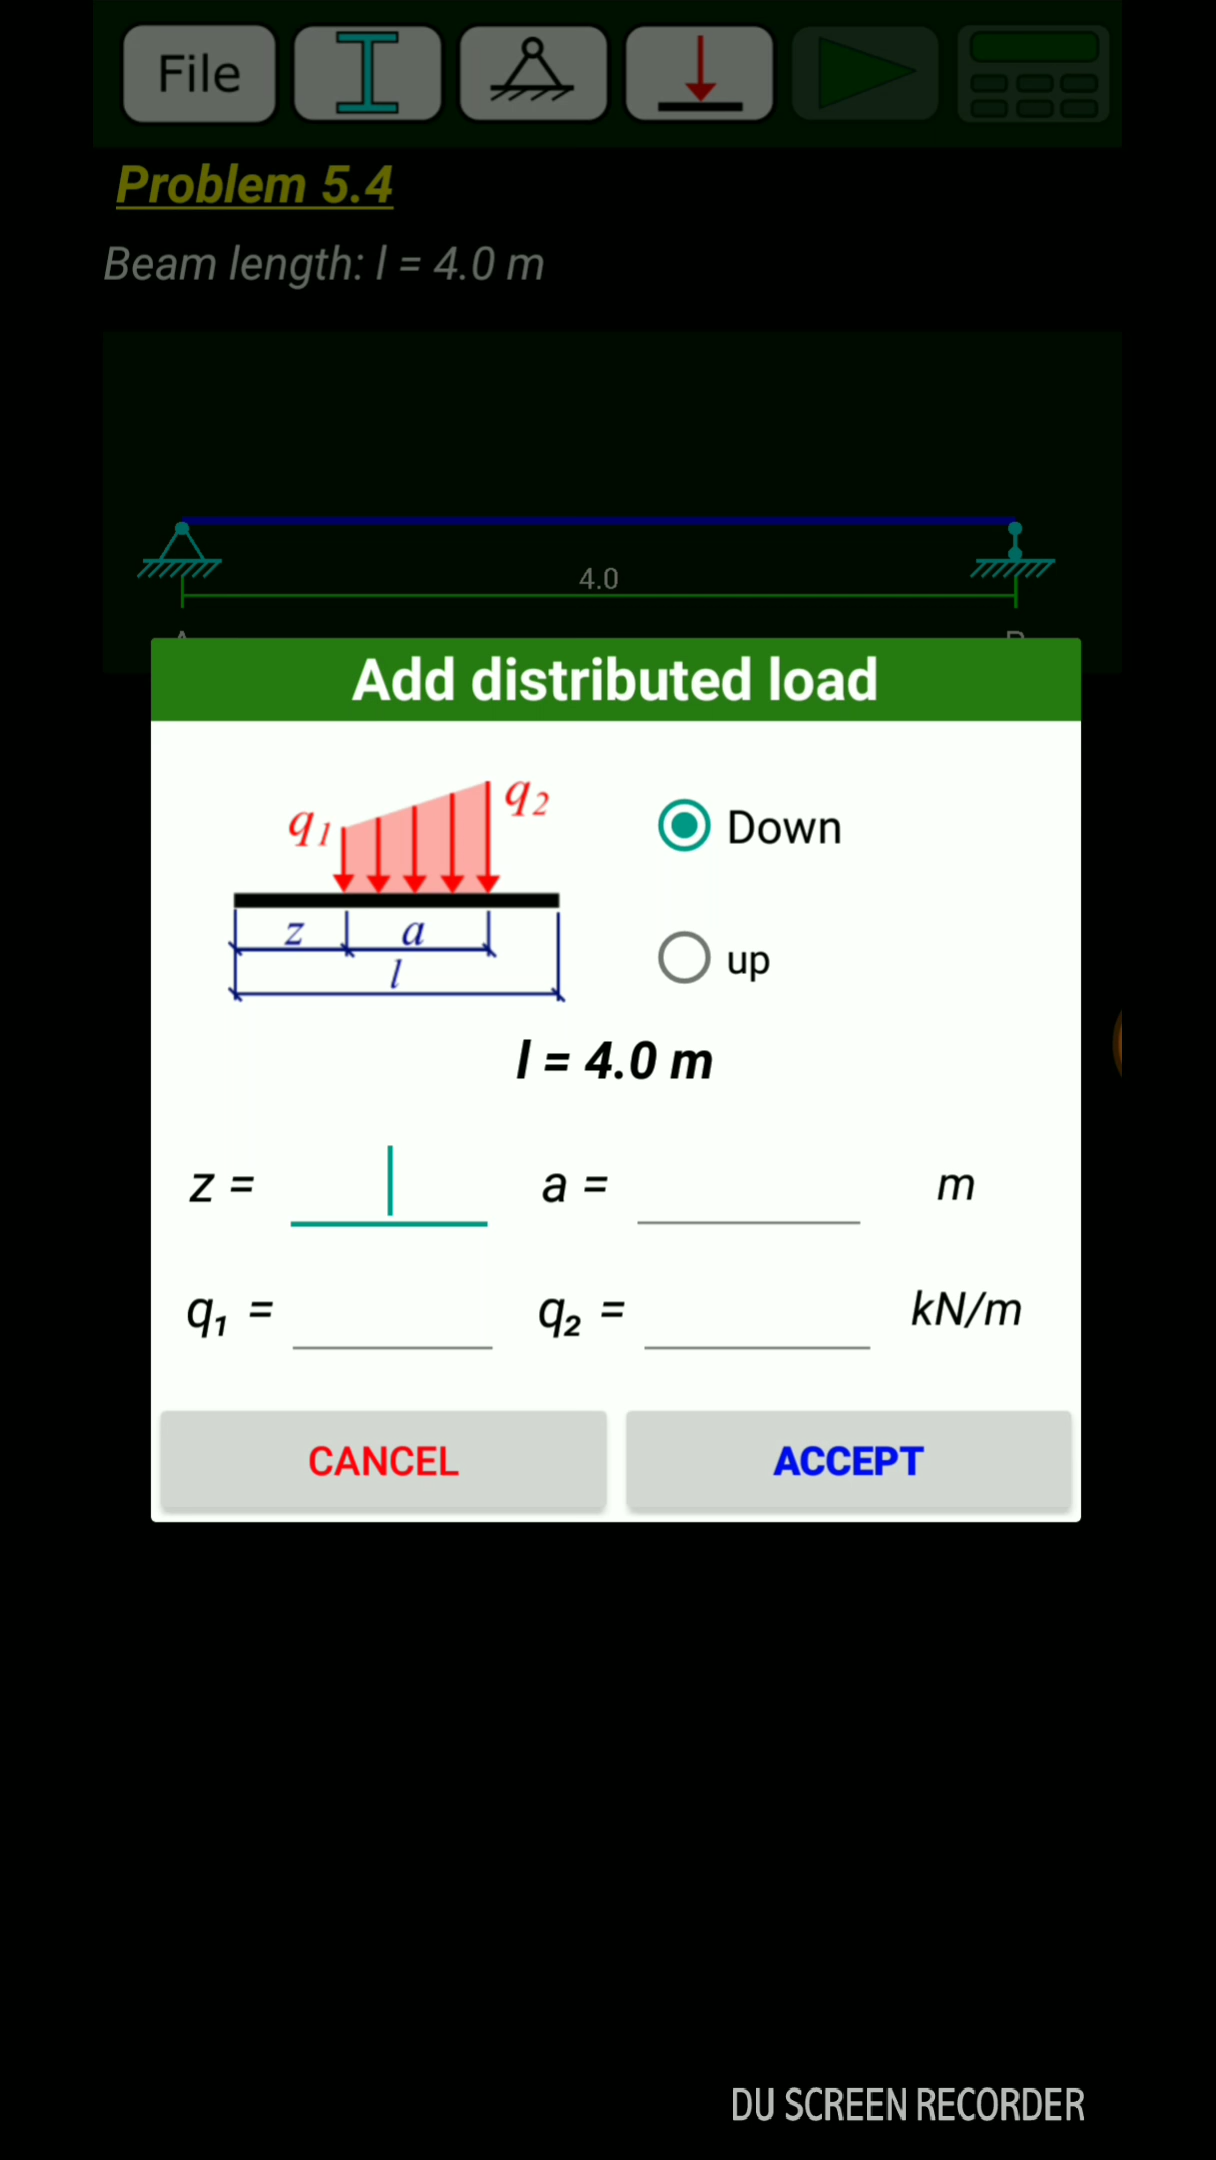 File
Problem 5.4
Beam length: l = 4.0 m
4.0
Add distributed load
q1 q2
Down
z a
up
l
l = 4.0 m
z = a = m
q1 = q2 = kN/m
CANCEL ACCEPT
DU SCREEN RECORDER